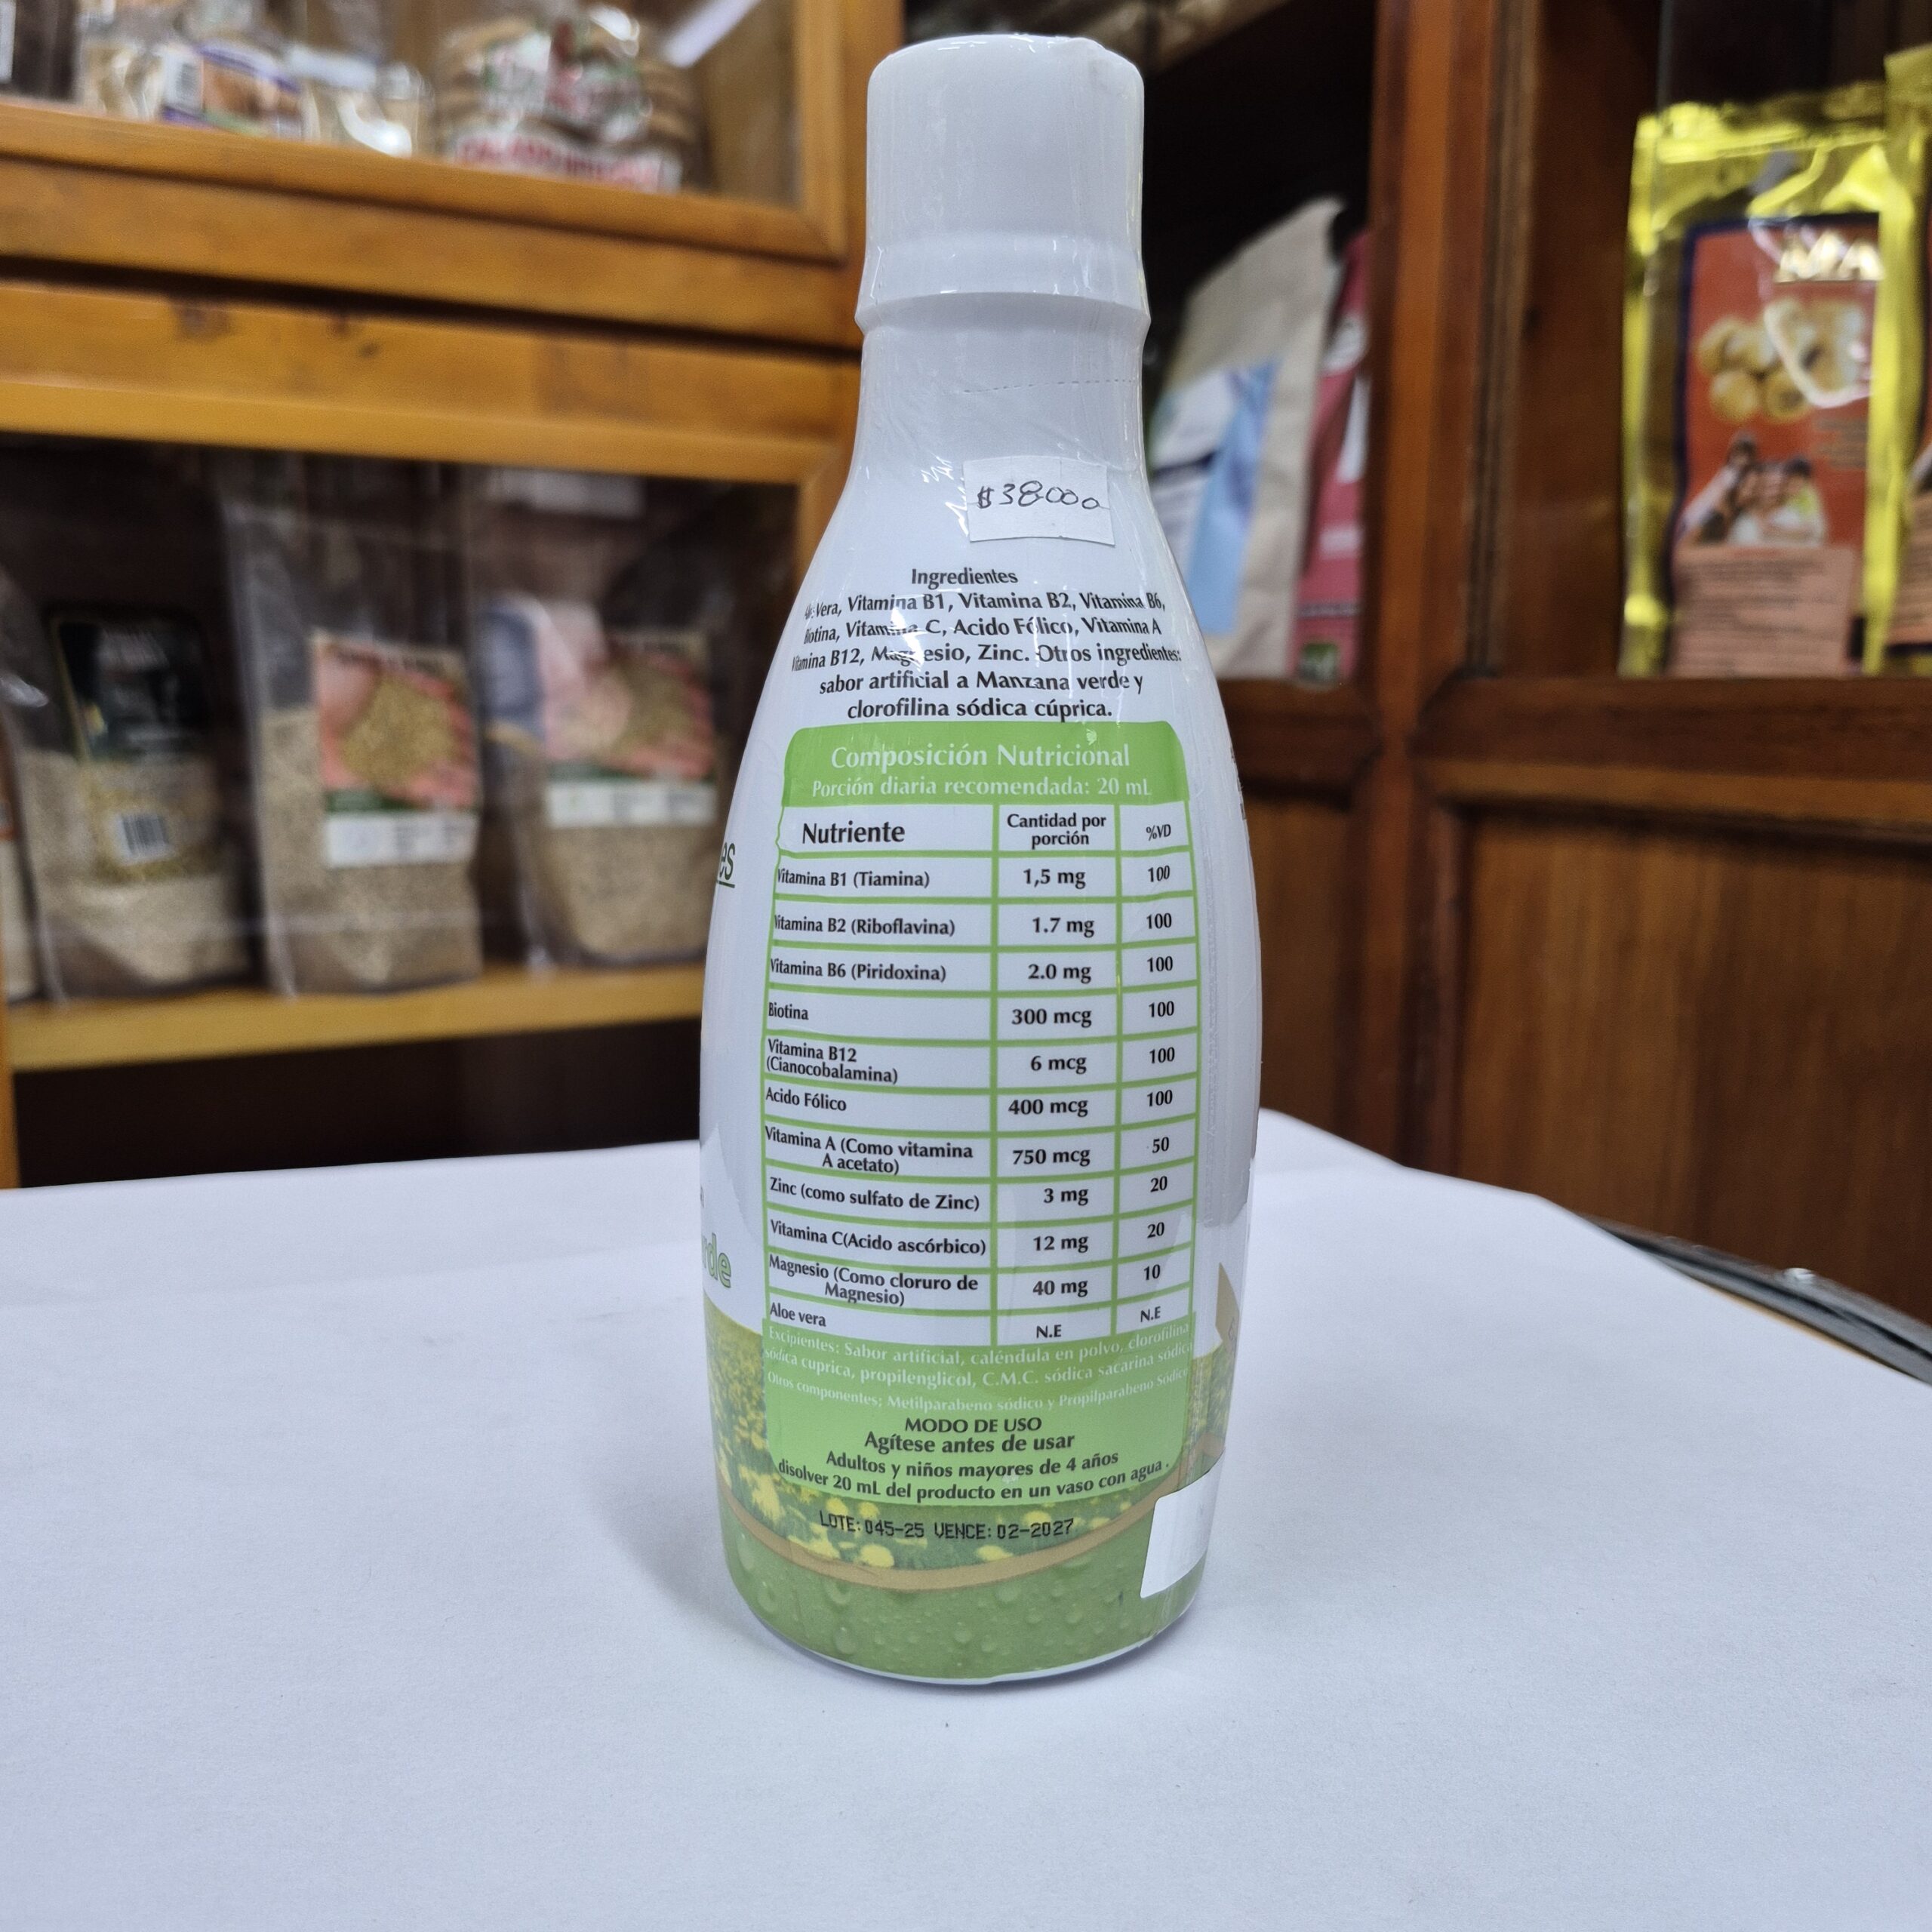 $38000
Ingredientes
Vera, Vitamina B1, Vitamina B2, Vitamina B6,
Biotina, Vitamina C, Acido Fólico, Vitamina A
Vitamina B12, Magnesio, Zinc. Otros ingredientes:
sabor artificial a Manzana verde y
clorofilina sódica cúprica.
Composición Nutricional
Porción diaria recomendada: 20 mL
Nutriente Cantidad por porción %VD
Vitamina B1 (Tiamina) 1,5 mg 100
Vitamina B2 (Riboflavina) 1.7 mg 100
Vitamina B6 (Piridoxina) 2.0 mg 100
Biotina 300 mcg 100
Vitamina B12
(Cianocobalamina) 6 mcg 100
Acido Fólico 400 mcg 100
Vitamina A (Como vitamina
A acetato) 750 mcg 50
Zinc (como sulfato de Zinc) 3 mg 20
Vitamina C(Acido ascórbico) 12 mg 20
Magnesio (Como cloruro de
Magnesio) 40 mg 10
Aloe vera N.E N.E
Excipientes: Sabor artificial, caléndula en polvo, clorofilina
sódica cuprica, propilenglicol, C.M.C. sódica sacarina sódica
Otros componentes: Metilparabeno sódico y Propilparabeno Sódico
MODO DE USO
Agítese antes de usar
Adultos y niños mayores de 4 años
disolver 20 mL del producto en un vaso con agua .
LOTE: 045-25 VENCE: 02-2027